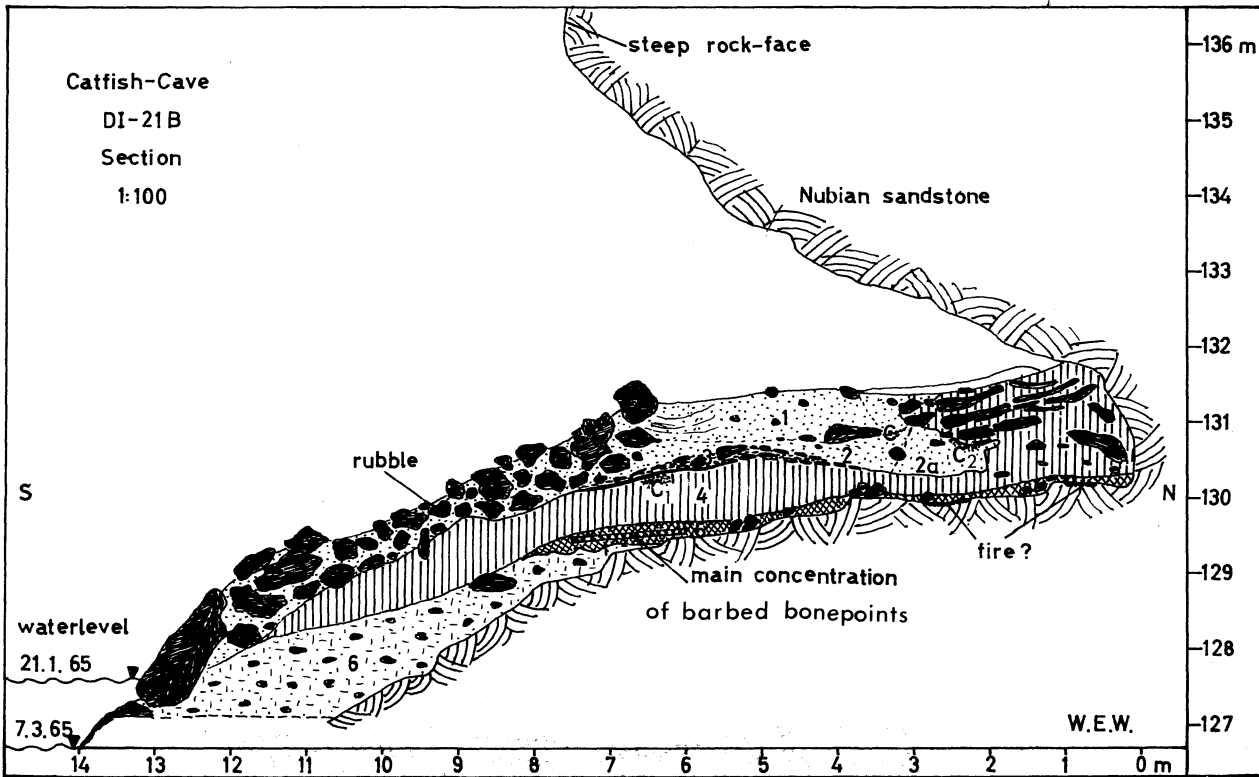 Catfish-Cave
DI-21B
Section
1:100
steep rock-face
Nubian sandstone
136 m
135
134
133
132
131
130
129
128
127
rubble
S
N
1
2
2a
C
C2
3
C
4
6
fire?
main concentration
of barbed bonepoints
waterlevel
21.1.65
7.3.65
W.E.W.
14 13 12 11 10 9 8 7 6 5 4 3 2 1 0 m